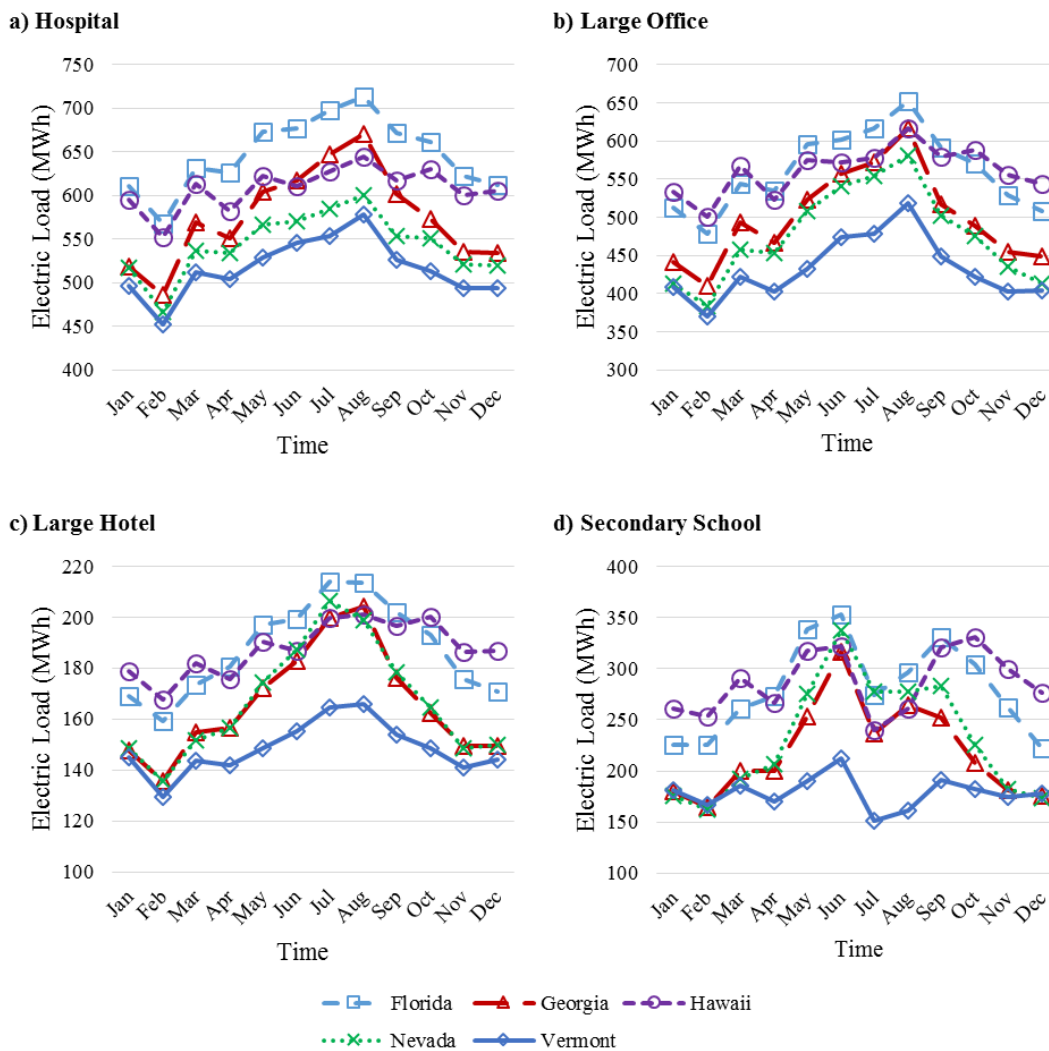 a) Hospital
Electric Load (MWh)
750
700
650
600
550
500
450
400
Jan Feb Mar Apr May Jun Jul Aug Sep Oct Nov Dec
Time
b) Large Office
Electric Load (MWh)
700
650
600
550
500
450
400
350
300
Jan Feb Mar Apr May Jun Jul Aug Sep Oct Nov Dec
Time
c) Large Hotel
Electric Load (MWh)
220
200
180
160
140
120
100
Jan Feb Mar Apr May Jun Jul Aug Sep Oct Nov Dec
Time
d) Secondary School
Electric Load (MWh)
400
350
300
250
200
150
100
Jan Feb Mar Apr May Jun Jul Aug Sep Oct Nov Dec
Time
Florida Georgia Hawaii
Nevada Vermont